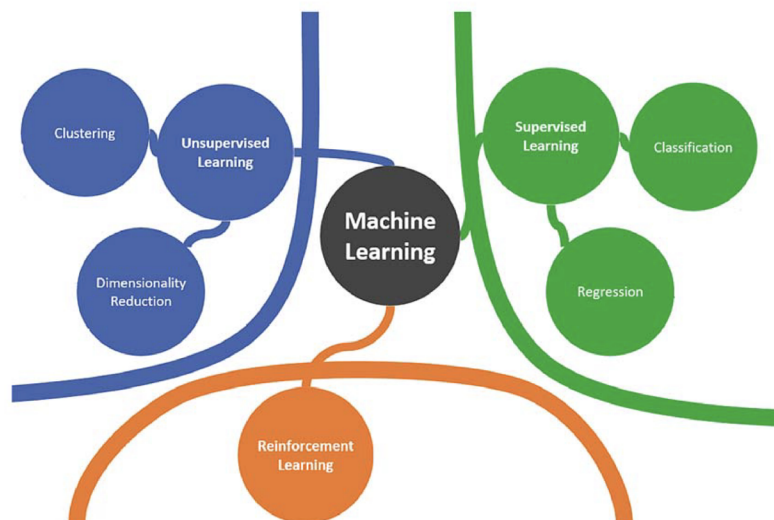 Clustering
Unsupervised
Learning
Dimensionality
Reduction
Machine
Learning
Supervised
Learning
Classification
Regression
Reinforcement
Learning